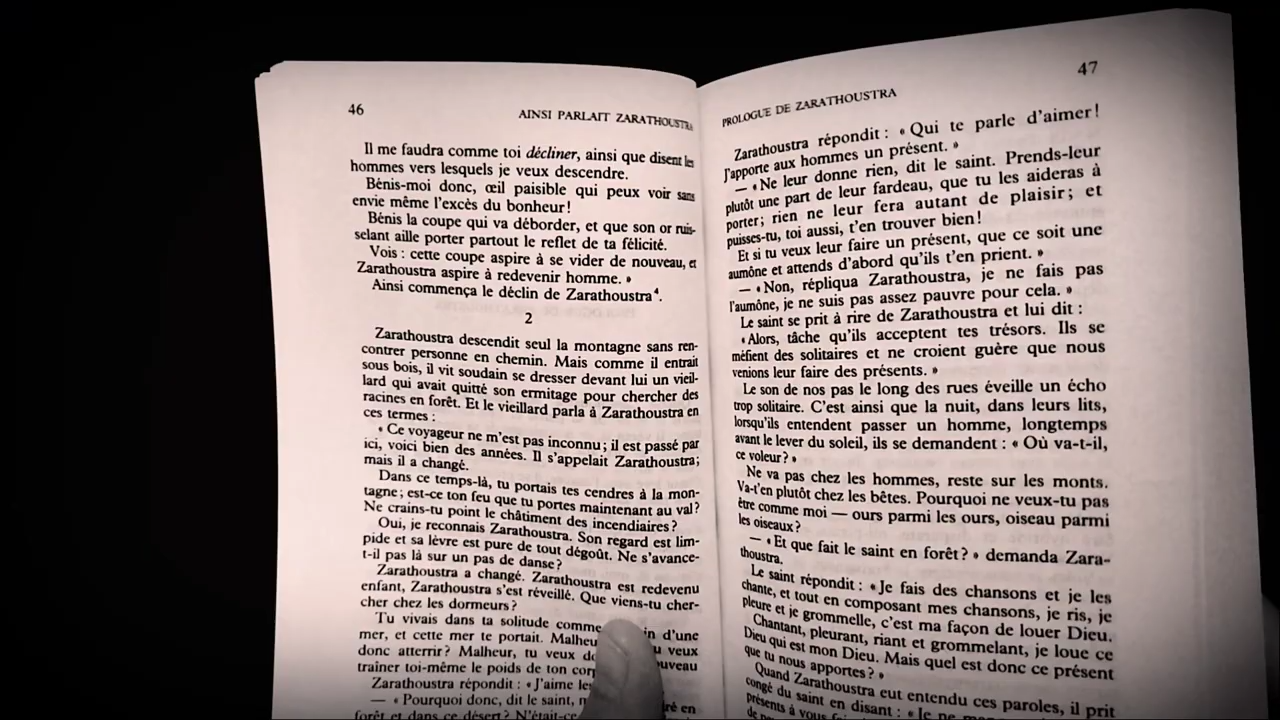 46
AINSI PARLAIT ZARATHOUSTRA
Il me faudra comme toi décliner, ainsi que disent les
hommes vers lesquels je veux descendre.
Bénis-moi donc, œil paisible qui peux voir sans
envie même l'excès du bonheur!
Bénis la coupe qui va déborder, et que son or ruis-
selant aille porter partout le reflet de ta félicité.
Vois : cette coupe aspire à se vider de nouveau, et
Zarathoustra aspire à redevenir homme. »
Ainsi commença le déclin de Zarathoustra⁴.
2
Zarathoustra descendit seul la montagne sans ren-
contrer personne en chemin. Mais comme il entrait
sous bois, il vit soudain se dresser devant lui un vieil-
lard qui avait quitté son ermitage pour chercher des
racines en forêt. Et le vieillard parla à Zarathoustra en
ces termes :
« Ce voyageur ne m'est pas inconnu; il est passé par
ici, voici bien des années. Il s'appelait Zarathoustra;
mais il a changé.
Dans ce temps-là, tu portais tes cendres à la mon-
tagne; est-ce ton feu que tu portes maintenant au val?
Ne crains-tu point le châtiment des incendiaires?
Oui, je reconnais Zarathoustra. Son regard est lim-
pide et sa lèvre est pure de tout dégoût. Ne s'avance-
t-il pas là sur un pas de danse?
Zarathoustra a changé. Zarathoustra est redevenu
enfant, Zarathoustra s'est réveillé. Que viens-tu cher-
cher chez les dormeurs?
Tu vivais dans ta solitude comme d'une
mer, et cette mer te portait. veux
donc atterrir? Malheur, tu veux
traîner toi-même le poids de ton
Zarathoustra répondit : « J'aime
— « Pourquoi donc, dit le saint, en
forêt et dans ce désert? N'était-ce
47
PROLOGUE DE ZARATHOUSTRA
Zarathoustra répondit : « Qui te parle d'aimer!
J'apporte aux hommes un présent. »
— « Ne leur donne rien, dit le saint. Prends-leur
plutôt une part de leur fardeau, que tu les aideras à
porter; rien ne leur fera autant de plaisir; et
puisses-tu, toi aussi, t'en trouver bien!
Et si tu veux leur faire un présent, que ce soit une
aumône et attends d'abord qu'ils t'en prient. »
— « Non, répliqua Zarathoustra, je ne fais pas
l'aumône, je ne suis pas assez pauvre pour cela. »
Le saint se prit à rire de Zarathoustra et lui dit :
« Alors, tâche qu'ils acceptent tes trésors. Ils se
méfient des solitaires et ne croient guère que nous
venions leur faire des présents. »
Le son de nos pas le long des rues éveille un écho
trop solitaire. C'est ainsi que la nuit, dans leurs lits,
lorsqu'ils entendent passer un homme, longtemps
avant le lever du soleil, ils se demandent : « Où va-t-il,
ce voleur? »
Ne va pas chez les hommes, reste sur les monts.
Va-t'en plutôt chez les bêtes. Pourquoi ne veux-tu pas
être comme moi — ours parmi les ours, oiseau parmi
les oiseaux?
— « Et que fait le saint en forêt? » demanda Zara-
thoustra.
Le saint répondit : « Je fais des chansons et je les
chante, et tout en composant mes chansons, je ris, je
pleure et je grommelle, c'est ma façon de louer Dieu.
Chantant, pleurant, riant et grommelant, je loue ce
Dieu qui est mon Dieu. Mais quel est donc ce présent
que tu nous apportes? »
Quand Zarathoustra eut entendu ces paroles, il prit
congé du saint en disant : « Je ne
présents à vous